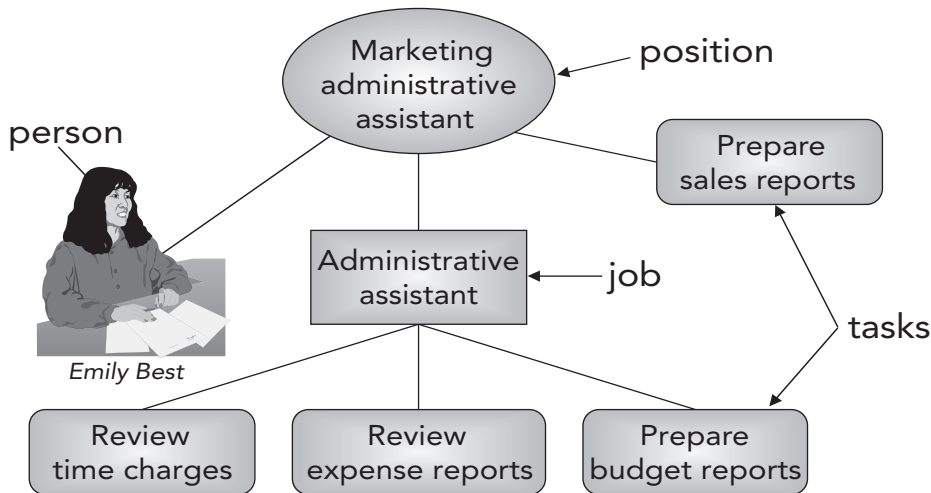 Marketing
administrative
assistant
position
person
Prepare
sales reports
Administrative
assistant
job
tasks
Emily Best
Review
time charges
Review
expense reports
Prepare
budget reports